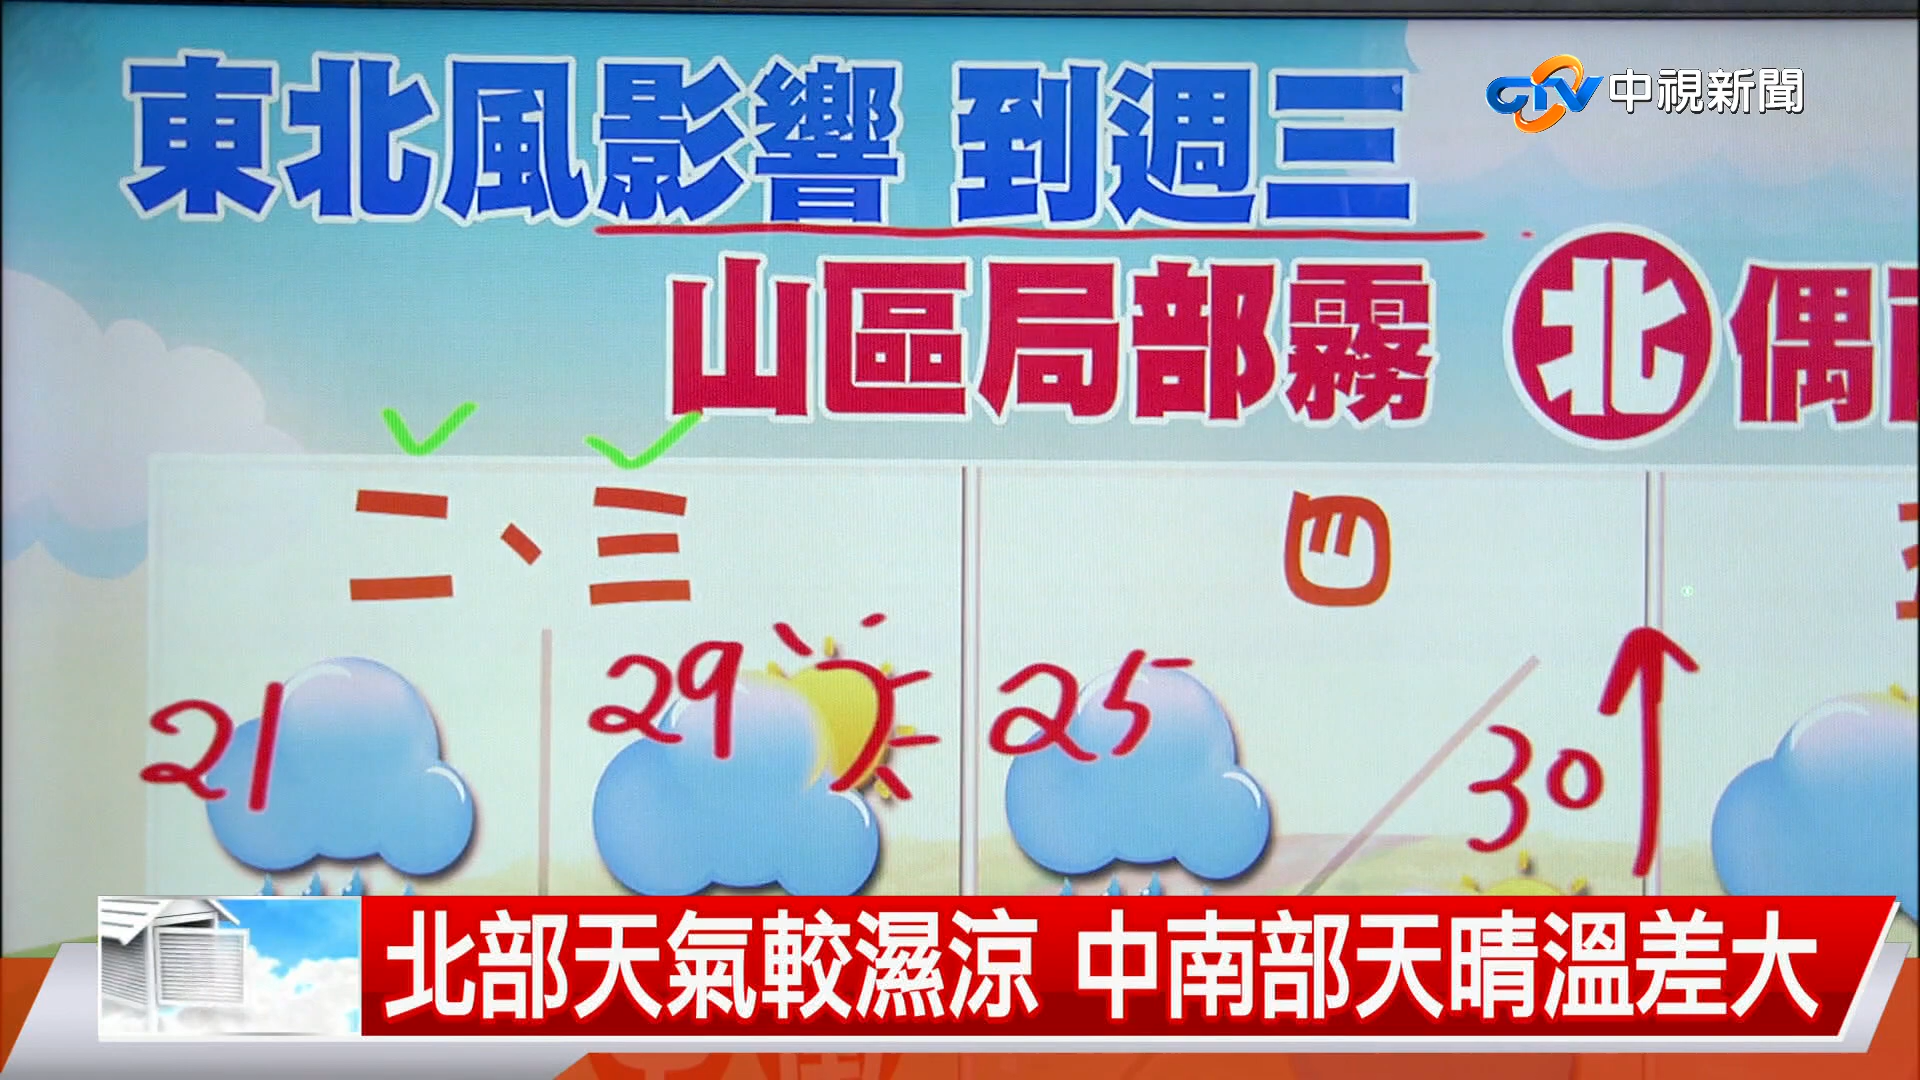 東北風影響 到週三
CTV 中視新聞
山區局部霧 北偶
二、三
四
21
29
25
30
北部天氣較濕涼 中南部天晴溫差大